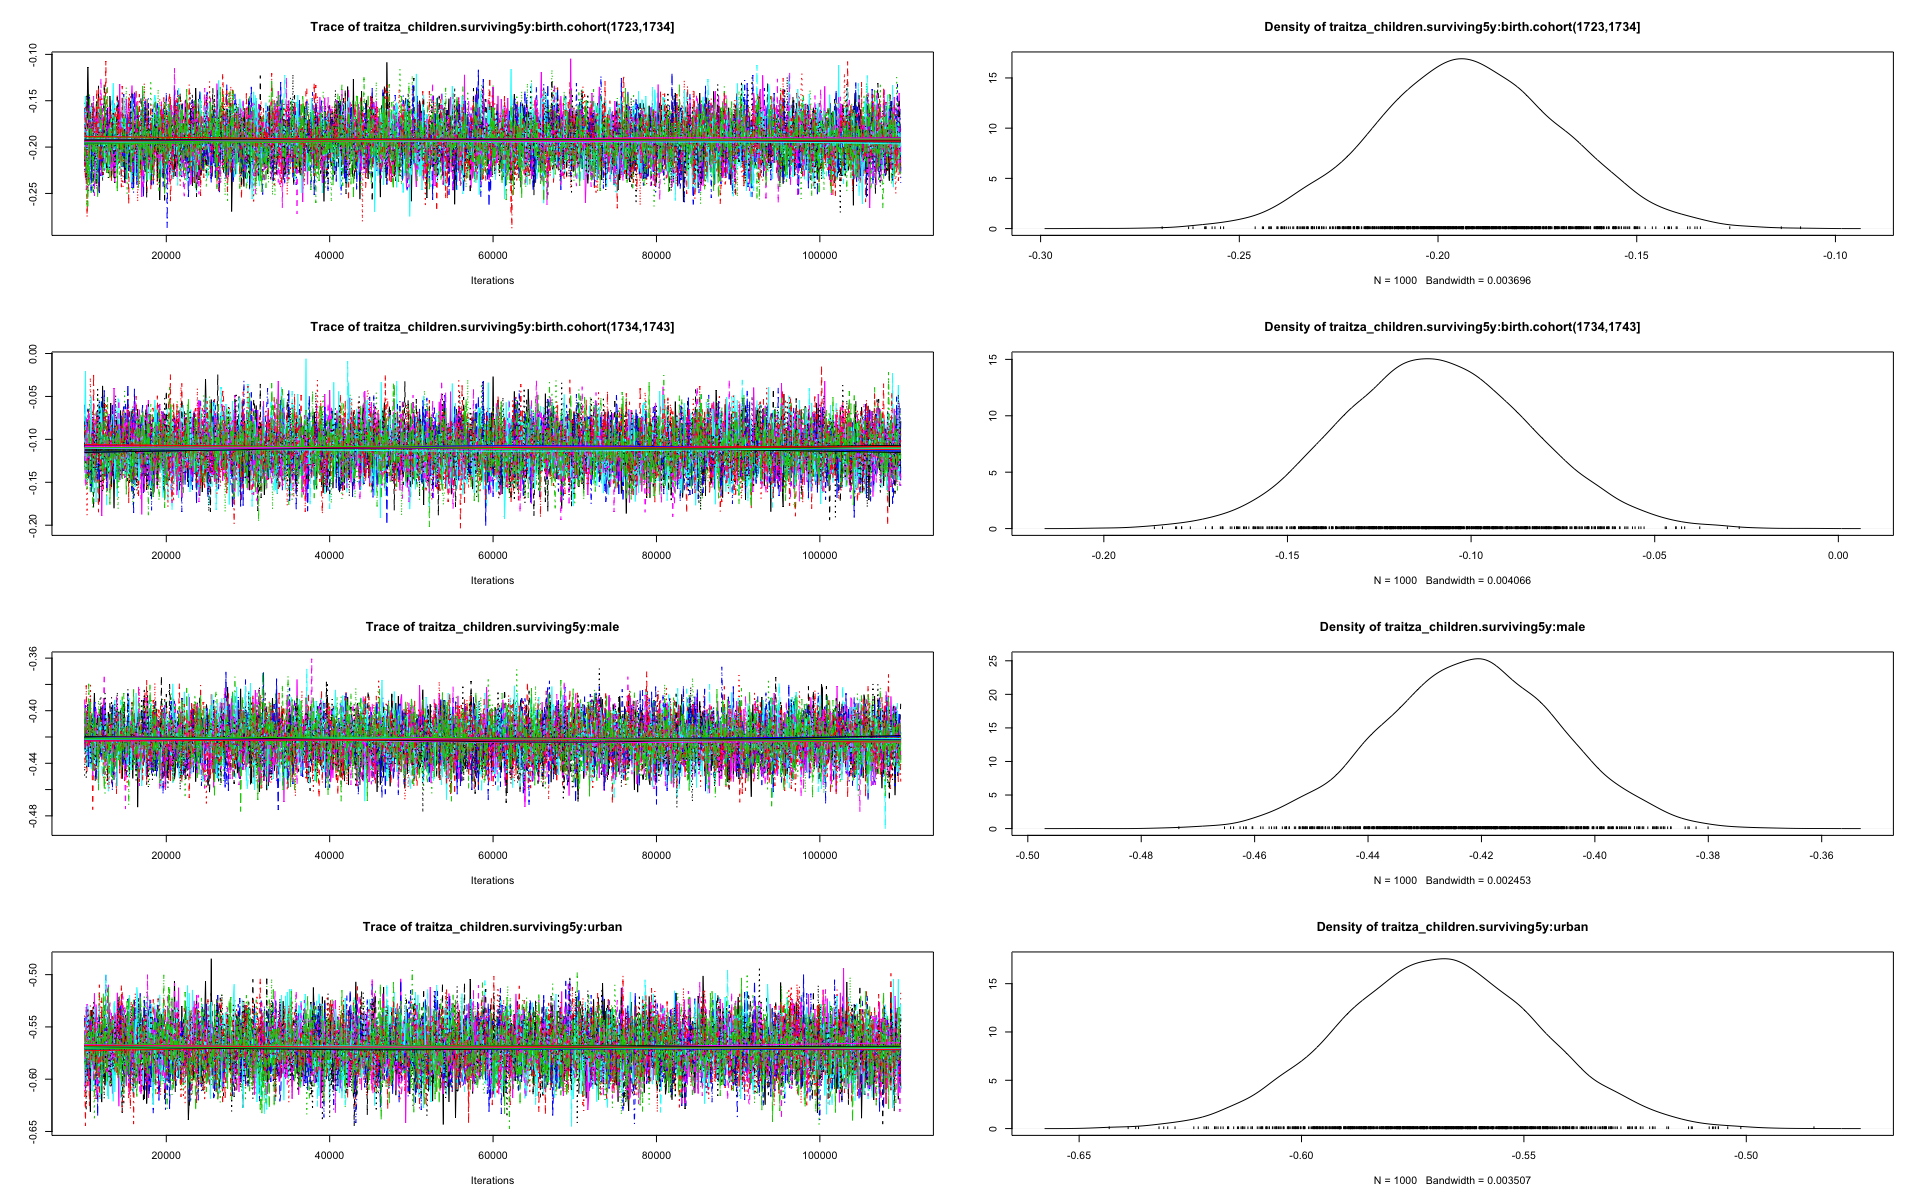 Trace of traitza_children.surviving5y:birth.cohort(1723,1734]
-0.10
-0.15
-0.20
-0.25
20000 40000 60000 80000 100000
Iterations
Density of traitza_children.surviving5y:birth.cohort(1723,1734]
15
10
5
0
-0.30 -0.25 -0.20 -0.15 -0.10
N = 1000 Bandwidth = 0.003696
Trace of traitza_children.surviving5y:birth.cohort(1734,1743]
0.00
-0.05
-0.10
-0.15
-0.20
20000 40000 60000 80000 100000
Iterations
Density of traitza_children.surviving5y:birth.cohort(1734,1743]
15
10
5
0
-0.20 -0.15 -0.10 -0.05 0.00
N = 1000 Bandwidth = 0.004066
Trace of traitza_children.surviving5y:male
-0.36
-0.40
-0.44
-0.48
20000 40000 60000 80000 100000
Iterations
Density of traitza_children.surviving5y:male
25
20
15
10
5
0
-0.50 -0.48 -0.46 -0.44 -0.42 -0.40 -0.38 -0.36
N = 1000 Bandwidth = 0.002453
Trace of traitza_children.surviving5y:urban
-0.50
-0.55
-0.60
-0.65
20000 40000 60000 80000 100000
Iterations
Density of traitza_children.surviving5y:urban
15
10
5
0
-0.65 -0.60 -0.55 -0.50
N = 1000 Bandwidth = 0.003507